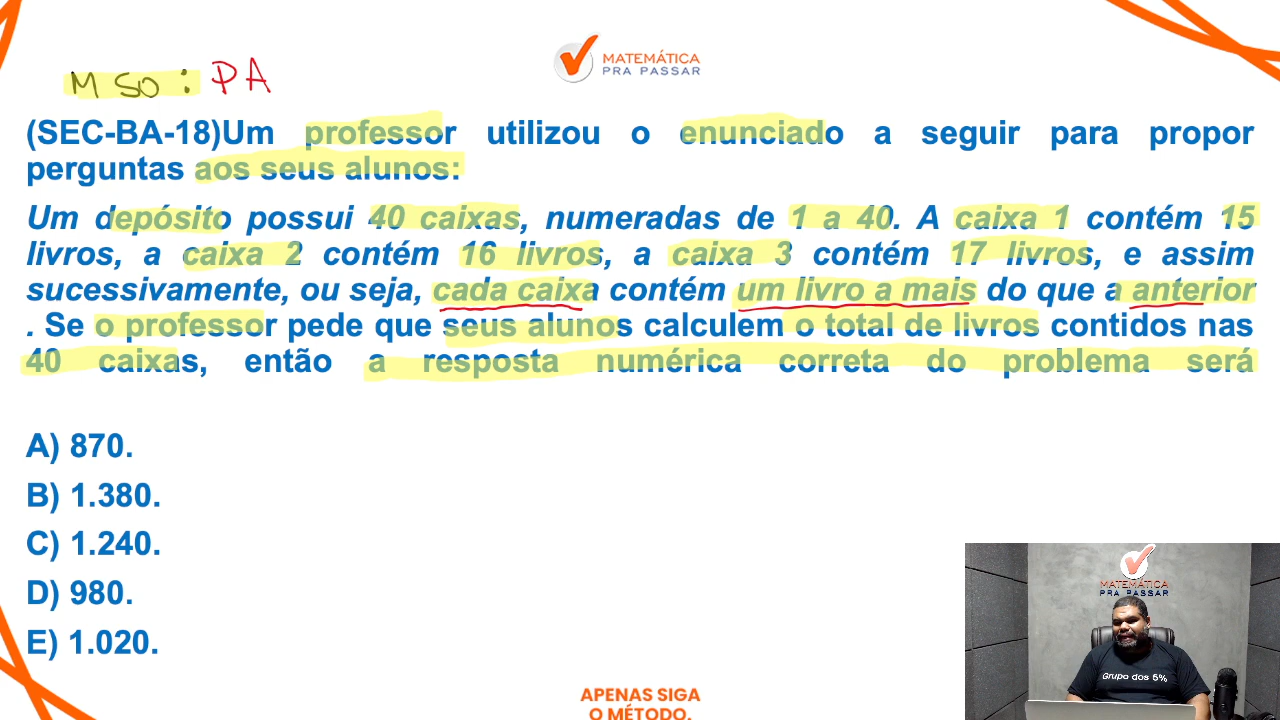 MATEMÁTICA
PRA PASSAR
MSO: PA
(SEC-BA-18)Um professor utilizou o enunciado a seguir para propor
perguntas aos seus alunos:
Um depósito possui 40 caixas, numeradas de 1 a 40. A caixa 1 contém 15
livros, a caixa 2 contém 16 livros, a caixa 3 contém 17 livros, e assim
sucessivamente, ou seja, cada caixa contém um livro a mais do que a anterior
. Se o professor pede que seus alunos calculem o total de livros contidos nas
40 caixas, então a resposta numérica correta do problema será
A) 870.
B) 1.380.
C) 1.240.
D) 980.
E) 1.020.
MATEMÁTICA
PRA PASSAR
Grupo dos 5%
APENAS SIGA
O MÉTODO.